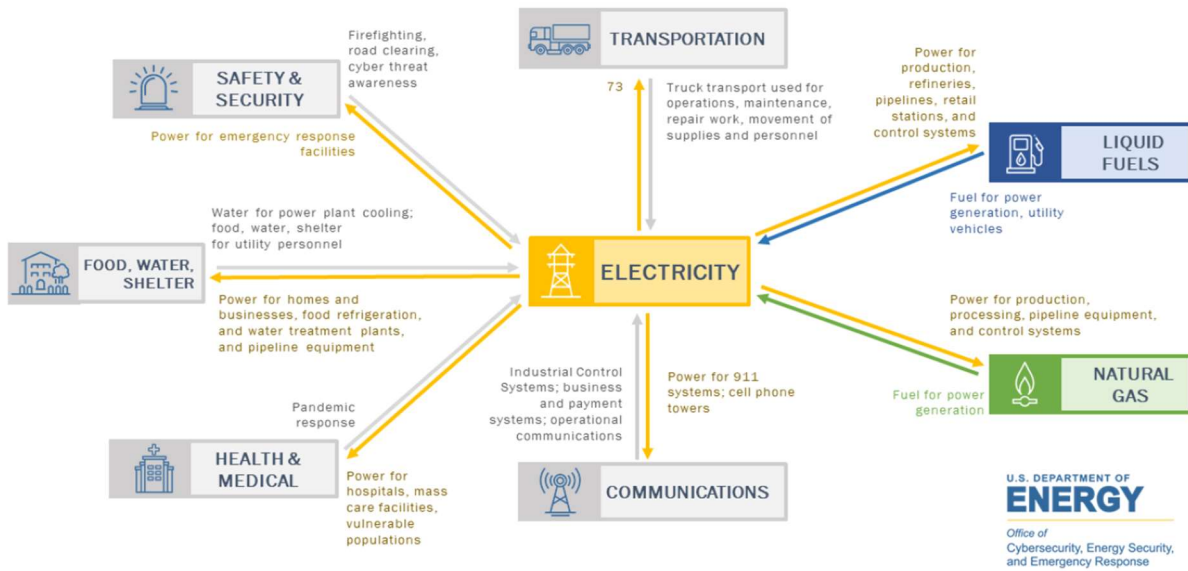 Firefighting,
road clearing,
cyber threat
awareness
SAFETY &
SECURITY
Power for emergency response
facilities
TRANSPORTATION
73
Truck transport used for
operations, maintenance,
repair work, movement of
supplies and personnel
Power for
production,
refineries,
pipelines, retail
stations, and
control systems
LIQUID
FUELS
Fuel for power
generation, utility
vehicles
Water for power plant cooling;
food, water, shelter
for utility personnel
FOOD, WATER,
SHELTER
Power for homes and
businesses, food refrigeration,
and water treatment plants,
and pipeline equipment
ELECTRICITY
Power for production,
processing, pipeline equipment,
and control systems
NATURAL
GAS
Fuel for power
generation
Pandemic
response
HEALTH &
MEDICAL
Power for
hospitals, mass
care facilities,
vulnerable
populations
Industrial Control
Systems; business
and payment
systems; operational
communications
Power for 911
systems; cell phone
towers
COMMUNICATIONS
U.S. DEPARTMENT OF
ENERGY
Office of
Cybersecurity, Energy Security,
and Emergency Response